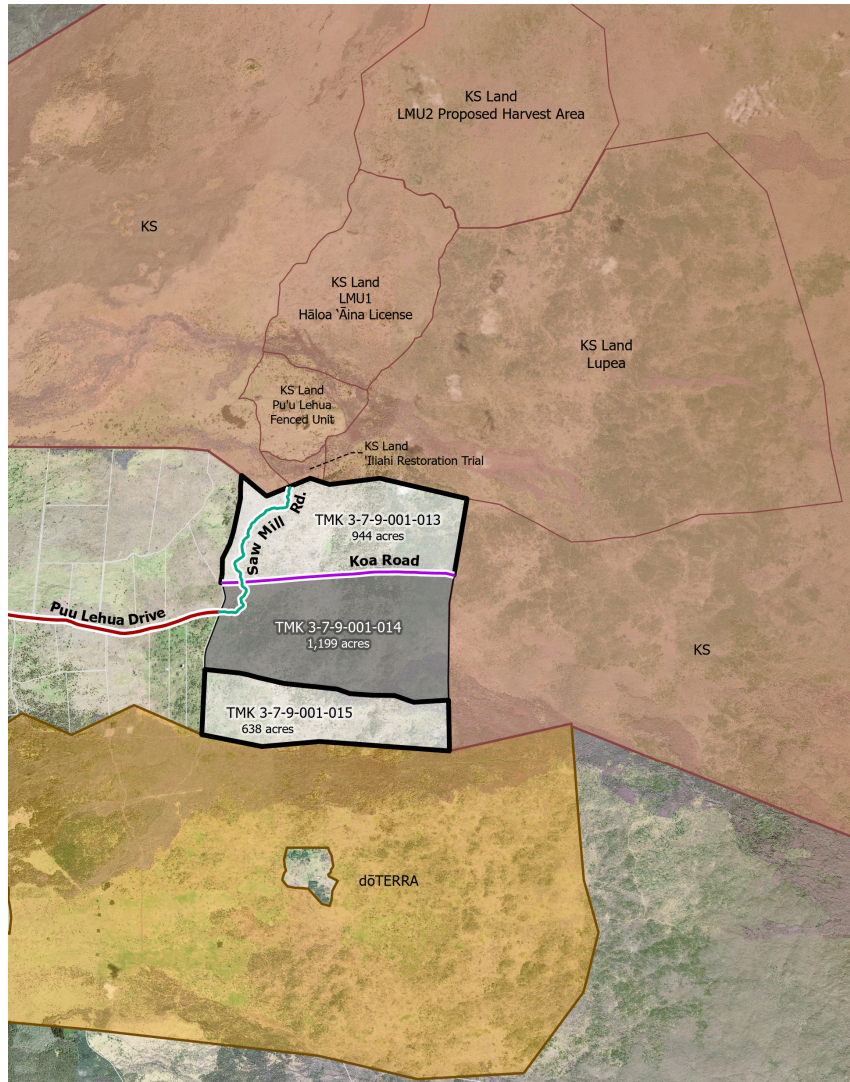 KS Land
LMU2 Proposed Harvest Area
KS
KS Land
LMU1
Hāloa ‘Āina License
KS Land
Lupea
KS Land
Pu'u Lehua
Fenced Unit
KS Land
'Iliahi Restoration Trial
Saw Mill Rd.
TMK 3-7-9-001-013
944 acres
Koa Road
Puu Lehua Drive
TMK 3-7-9-001-014
1,199 acres
KS
TMK 3-7-9-001-015
638 acres
dōTERRA